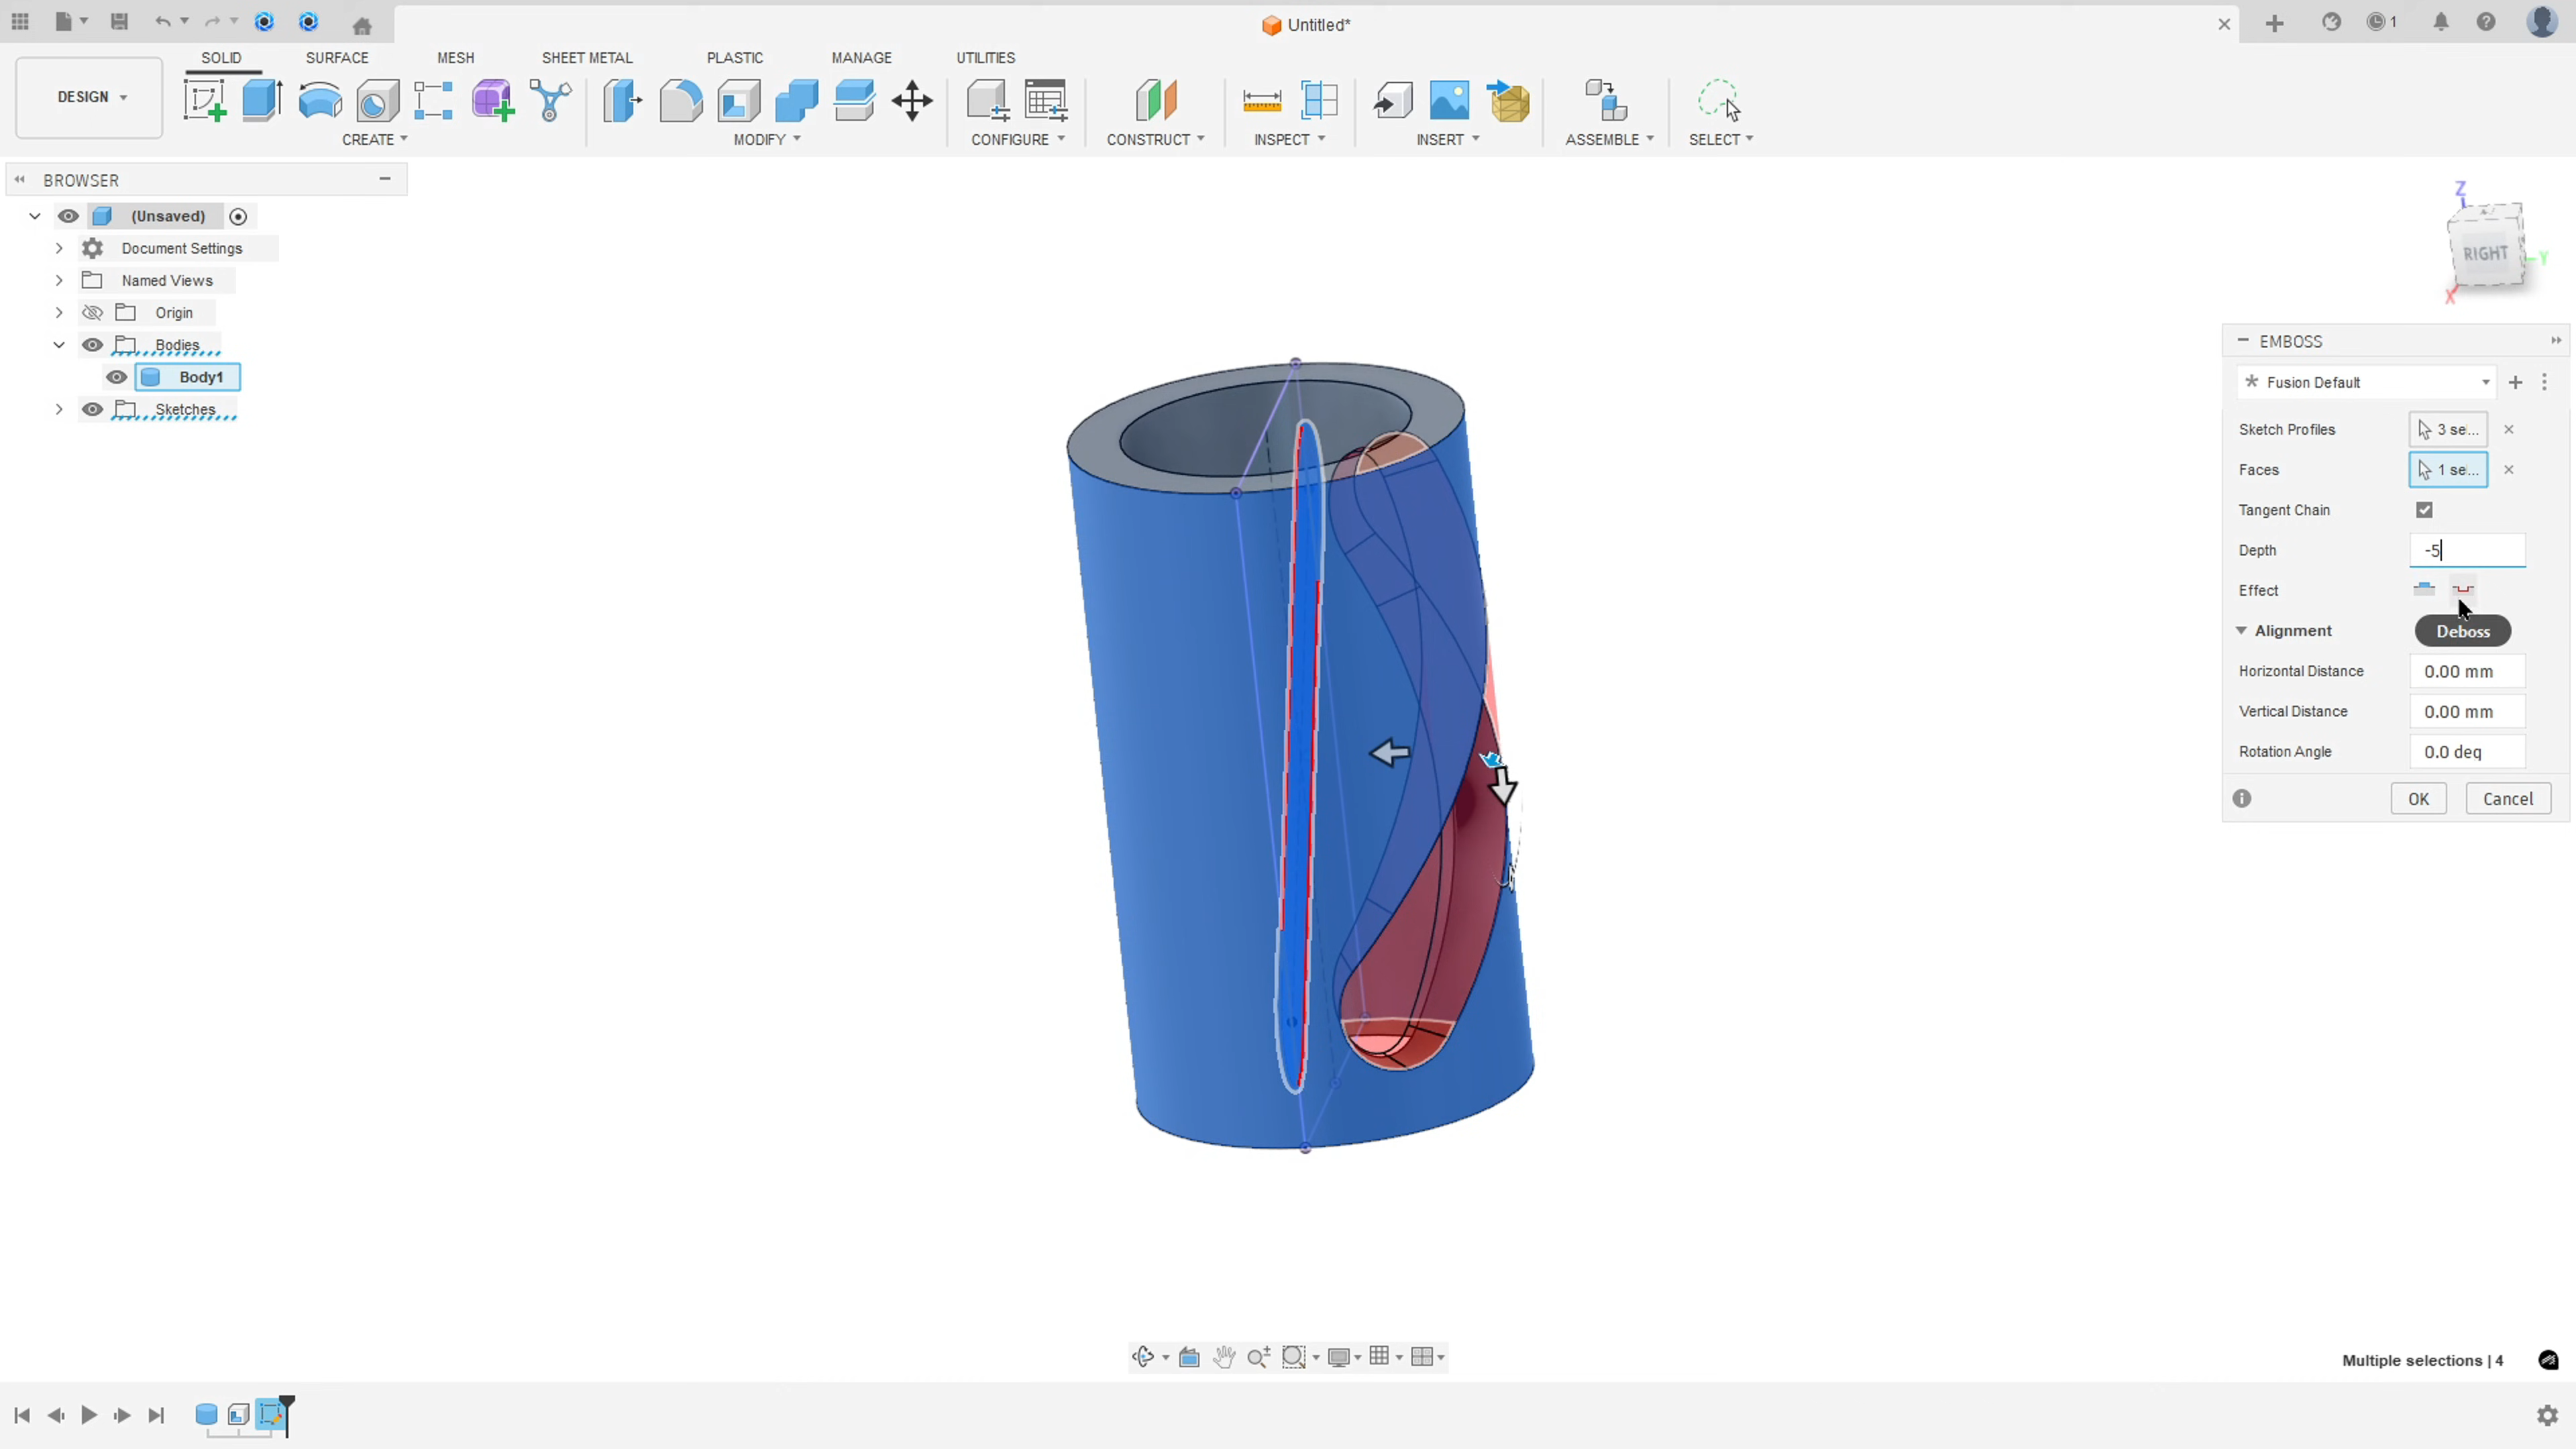 Untitled*
1
SOLID SURFACE MESH SHEET METAL PLASTIC MANAGE UTILITIES
DESIGN
CREATE MODIFY CONFIGURE CONSTRUCT INSPECT INSERT ASSEMBLE SELECT
BROWSER
(Unsaved)
Document Settings
Named Views
Origin
Bodies
Body1
Sketches
Z
RIGHT
Y
X
EMBOSS
Fusion Default
Sketch Profiles 3 se...
Faces 1 se...
Tangent Chain
Depth -5
Effect
Alignment Deboss
Horizontal Distance 0.00 mm
Vertical Distance 0.00 mm
Rotation Angle 0.0 deg
OK Cancel
Multiple selections | 4